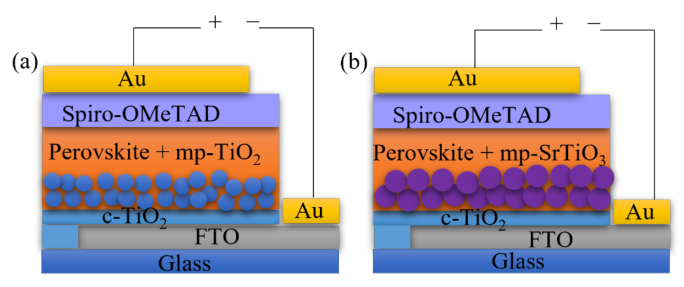 (a)
+ −
Au
Spiro-OMeTAD
Perovskite + mp-TiO₂
c-TiO₂
Au
FTO
Glass
(b)
+ −
Au
Spiro-OMeTAD
Perovskite + mp-SrTiO₃
c-TiO₂
Au
FTO
Glass